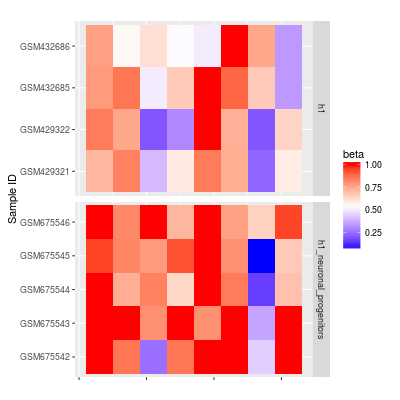 GSM432686
GSM432685
GSM429322
GSM429321
h1
GSM675546
GSM675545
GSM675544
GSM675543
GSM675542
h1_neuronal_progenitors
Sample ID
beta
1.00
0.75
0.50
0.25